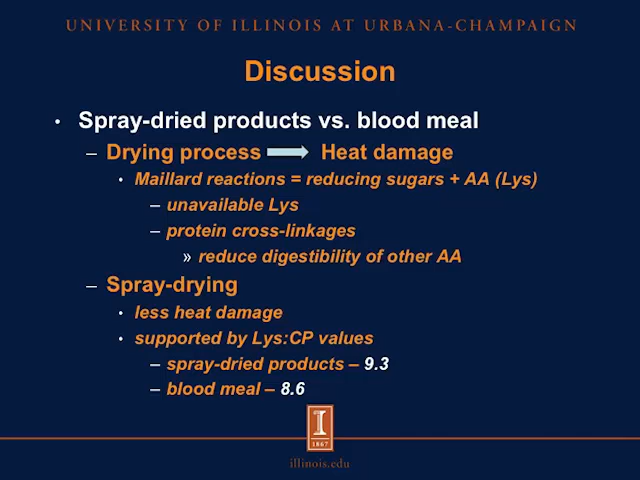 UNIVERSITY OF ILLINOIS AT URBANA-CHAMPAIGN
Discussion
• Spray-dried products vs. blood meal
– Drying process Heat damage
• Maillard reactions = reducing sugars + AA (Lys)
– unavailable Lys
– protein cross-linkages
» reduce digestibility of other AA
– Spray-drying
• less heat damage
• supported by Lys:CP values
– spray-dried products – 9.3
– blood meal – 8.6
I
1867
illinois.edu